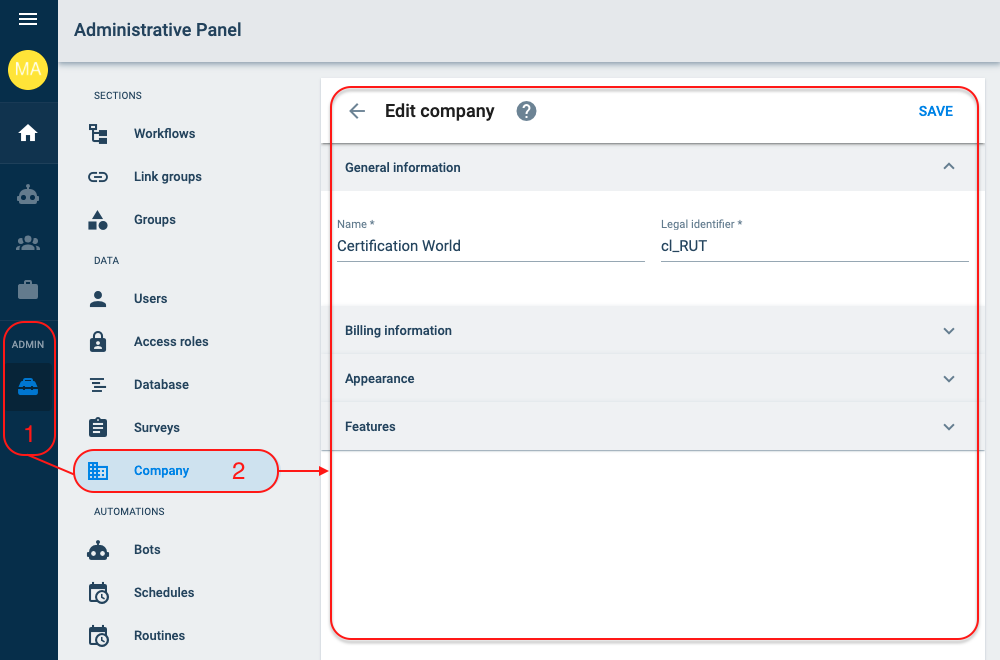 Administrative Panel
MA
SECTIONS
Workflows
Link groups
Groups
DATA
Users
Access roles
Database
Surveys
Company
2
AUTOMATIONS
Bots
Schedules
Routines
ADMIN
1
Edit company
?
SAVE
General information
Name *
Certification World
Legal identifier *
cl_RUT
Billing information
Appearance
Features